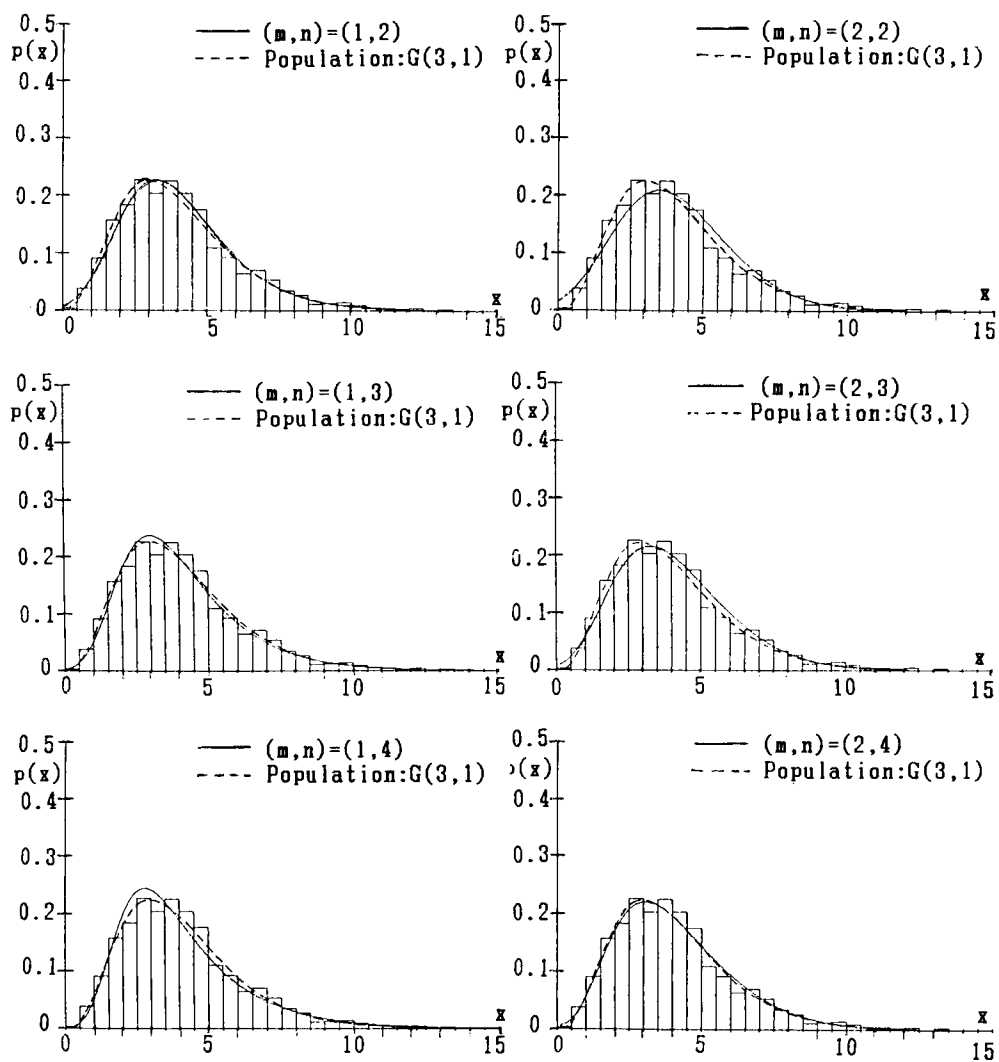 0.5
p(x)
0.4
0.3
0.2
0.1
0
(m,n)=(1,2)
Population:G(3,1)
x
0 5 10 15
0.5
p(x)
0.4
0.3
0.2
0.1
0
(m,n)=(2,2)
Population:G(3,1)
x
0 5 10 15
0.5
p(x)
0.4
0.3
0.2
0.1
0
(m,n)=(1,3)
Population:G(3,1)
x
0 5 10 15
0.5
p(x)
0.4
0.3
0.2
0.1
0
(m,n)=(2,3)
Population:G(3,1)
x
0 5 10 15
0.5
p(x)
0.4
0.3
0.2
0.1
0
(m,n)=(1,4)
Population:G(3,1)
x
0 5 10 15
0.5
p(x)
0.4
0.3
0.2
0.1
0
(m,n)=(2,4)
Population:G(3,1)
x
0 5 10 15